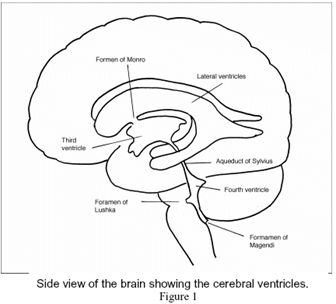 Formen of Monro
Lateral ventricles
Third
ventricle
Aqueduct of Sylvius
Fourth ventricle
Foramen of
Lushka
Formamen of
Magendi
Side view of the brain showing the cerebral ventricles.
Figure 1